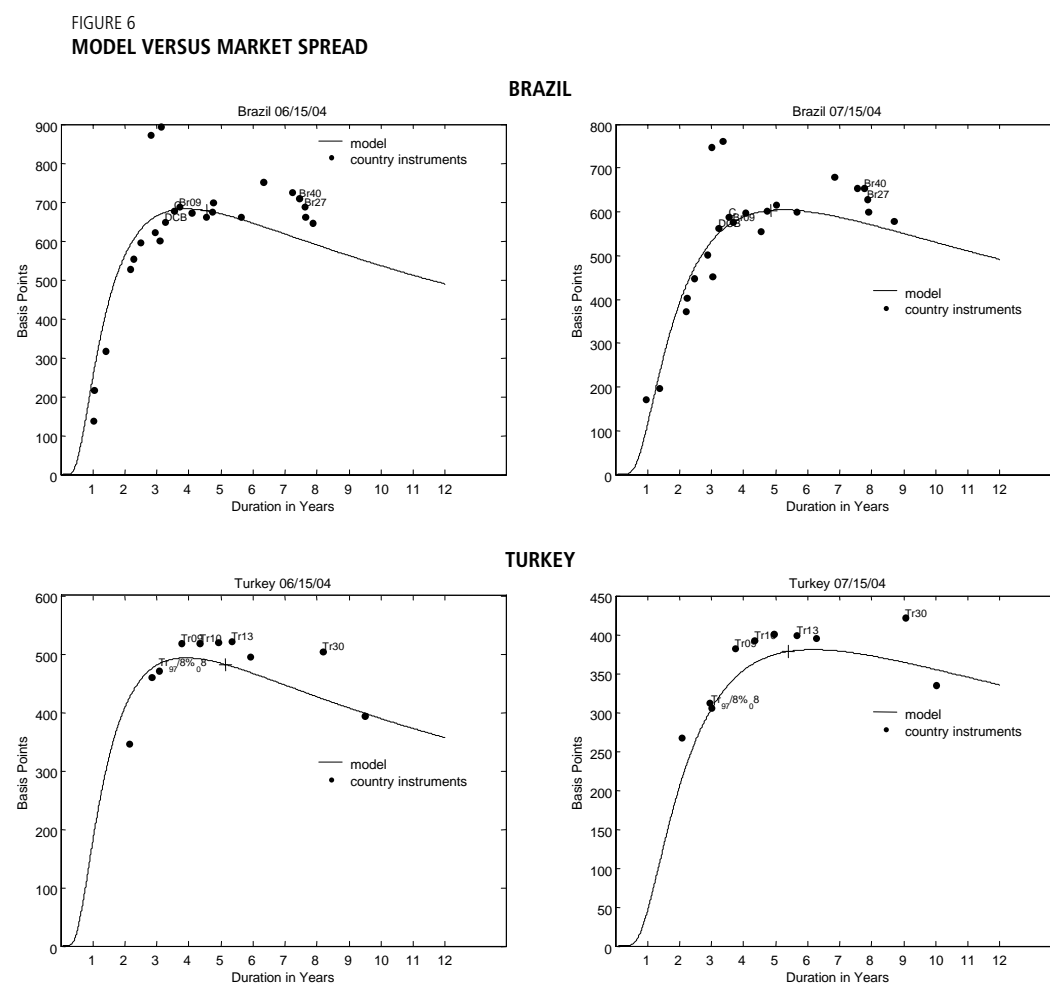 FIGURE 6
MODEL VERSUS MARKET SPREAD
BRAZIL
Brazil 06/15/04
900
800
700
600
500
400
300
200
100
0
Basis Points
model
country instruments
Br09
DCB
Br40
Br27
1 2 3 4 5 6 7 8 9 10 11 12
Duration in Years
Brazil 07/15/04
800
700
600
500
400
300
200
100
0
Basis Points
Br40
Br27
C
Br09
model
country instruments
1 2 3 4 5 6 7 8 9 10 11 12
Duration in Years
TURKEY
Turkey 06/15/04
600
500
400
300
200
100
0
Basis Points
Tr09
Tr10
Tr13
Tr30
Tr97/8%08
model
country instruments
1 2 3 4 5 6 7 8 9 10 11 12
Duration in Years
Turkey 07/15/04
450
400
350
300
250
200
150
100
50
0
Basis Points
Tr30
Tr10
Tr13
Tr09
Tr97/8%08
model
country instruments
1 2 3 4 5 6 7 8 9 10 11 12
Duration in Years